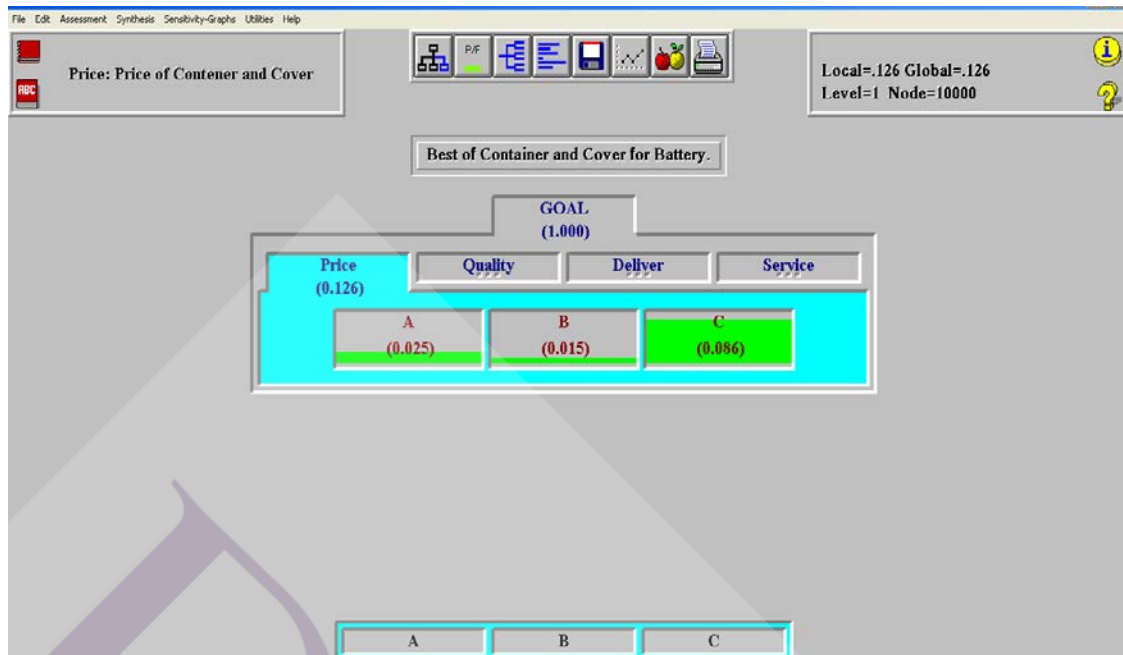 File Edit Assessment Synthesis Sensitivity-Graphs Utilities Help
Price: Price of Contener and Cover
ABC
P/F
Local=.126 Global=.126
Level=1 Node=10000
Best of Container and Cover for Battery.
GOAL
(1.000)
Price Quality Deliver Service
(0.126)
A B C
(0.025) (0.015) (0.086)
A B C